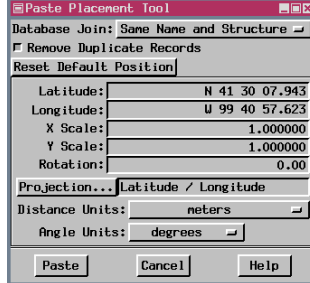 Paste Placement Tool
Database Join: Same Name and Structure
Remove Duplicate Records
Reset Default Position
Latitude: N 41 30 07.943
Longitude: W 99 40 57.623
X Scale: 1.000000
Y Scale: 1.000000
Rotation: 0.00
Projection... Latitude / Longitude
Distance Units: meters
Angle Units: degrees
Paste Cancel Help